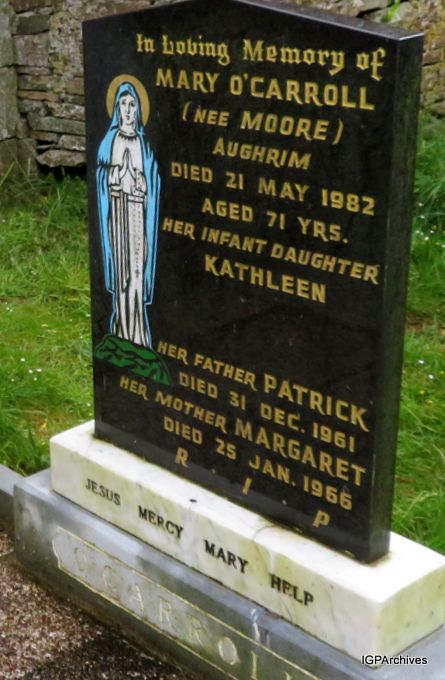 In Loving Memory of
MARY O'CARROLL
(NEE MOORE)
AUGHRIM
DIED 21 MAY 1982
AGED 71 YRS.
HER INFANT DAUGHTER
KATHLEEN
HER FATHER PATRICK
DIED 31 DEC. 1961
HER MOTHER MARGARET
DIED 25 JAN. 1966
R . I . P
JESUS MERCY MARY HELP
O'CARROLL
IGPArchives